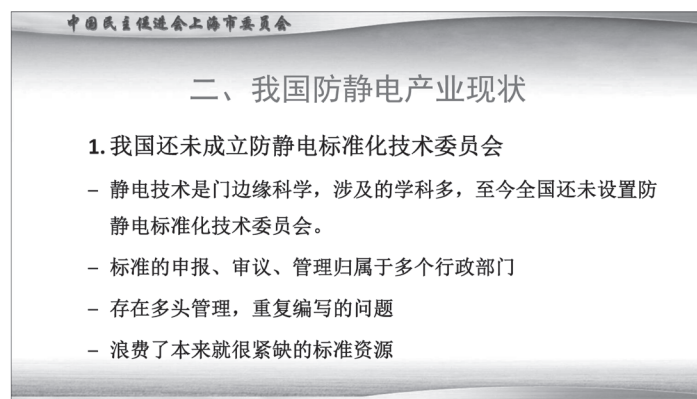 中国民主促进会上海市委员会
二、我国防静电产业现状
1. 我国还未成立防静电标准化技术委员会
– 静电技术是门边缘科学，涉及的学科多，至今全国还未设置防
静电标准化技术委员会。
– 标准的申报、审议、管理归属于多个行政部门
– 存在多头管理，重复编写的问题
– 浪费了本来就很紧缺的标准资源